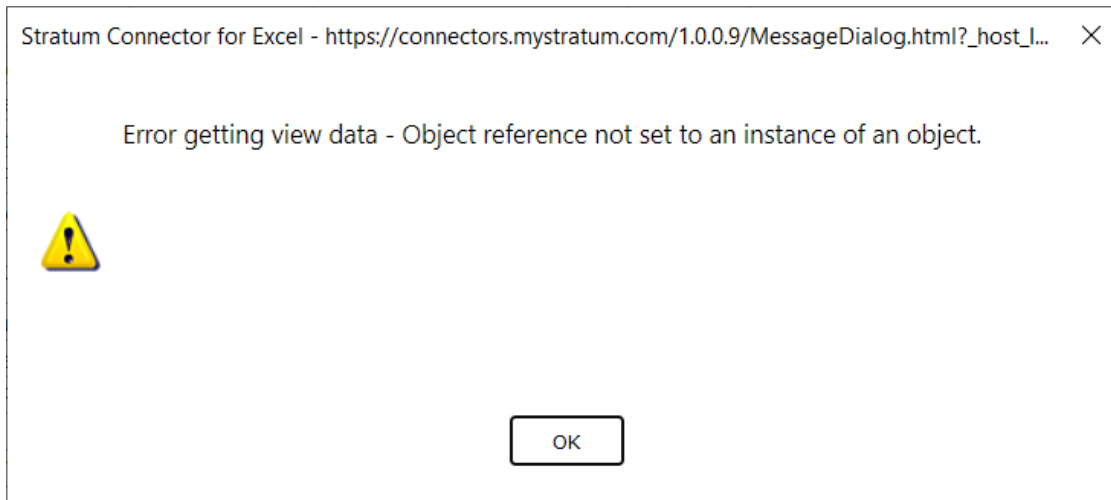 Stratum Connector for Excel - https://connectors.mystratum.com/1.0.0.9/MessageDialog.html?_host_I...
Error getting view data - Object reference not set to an instance of an object.
OK